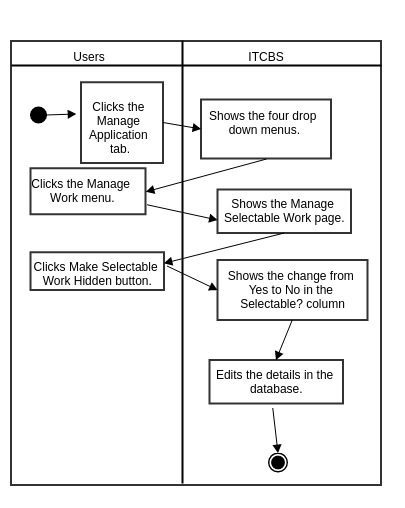 Users
ITCBS
Clicks the
Manage
Application
tab.
Shows the four drop
down menus.
Clicks the Manage
Work menu.
Shows the Manage
Selectable Work page.
Clicks Make Selectable
Work Hidden button.
Shows the change from
Yes to No in the
Selectable? column
Edits the details in the
database.